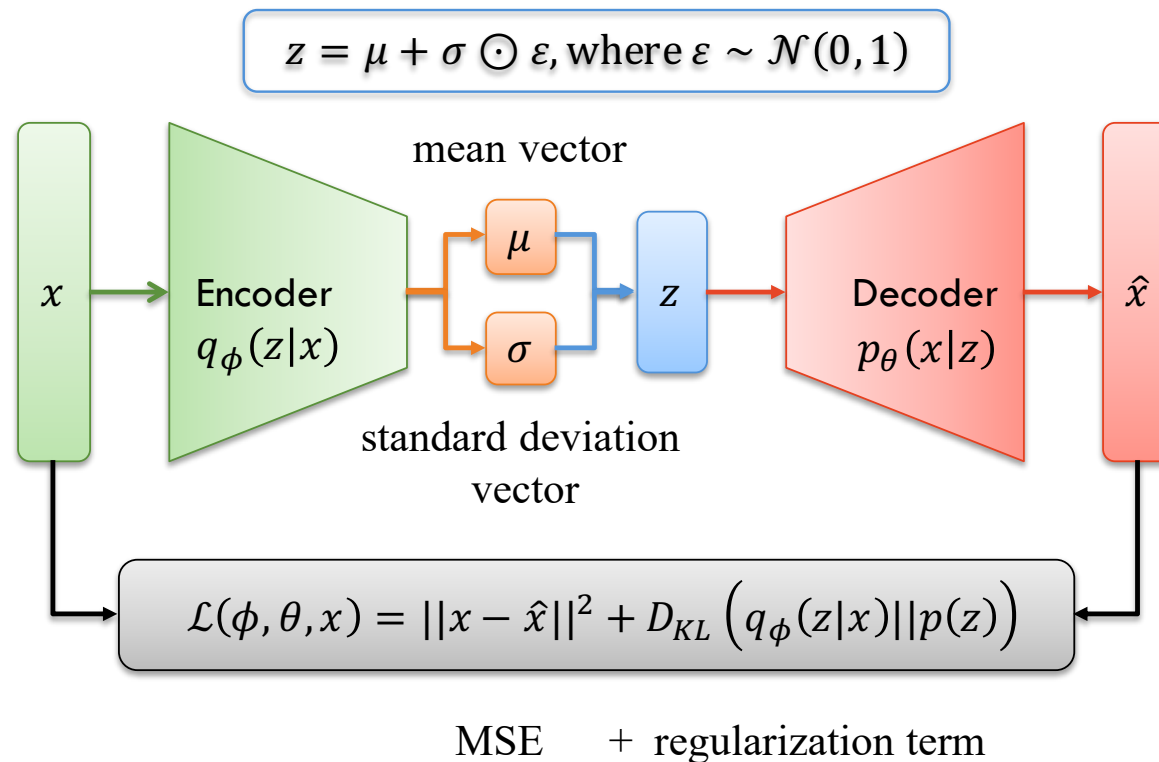 z = μ + σ ⊙ ε, where ε ~ 𝒩(0, 1)
mean vector
x
Encoder
q_ϕ(z|x)
μ
σ
z
Decoder
p_θ(x|z)
x̂
standard deviation
vector
ℒ(ϕ, θ, x) = ||x − x̂||² + D_KL (q_ϕ(z|x)||p(z))
MSE + regularization term